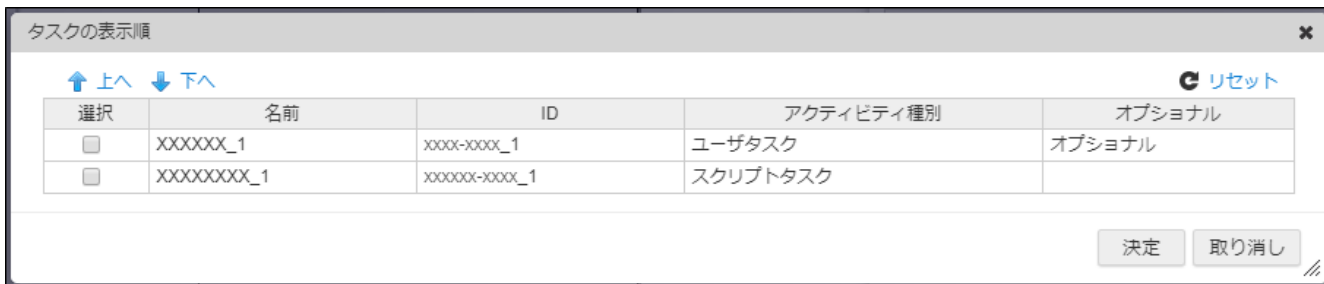 タスクの表示順
上へ 下へ リセット
選択 名前 ID アクティビティ種別 オプショナル
XXXXXX_1 xxxx-xxxx_1 ユーザタスク オプショナル
XXXXXXXX_1 xxxxxx-xxxx_1 スクリプトタスク
決定 取り消し